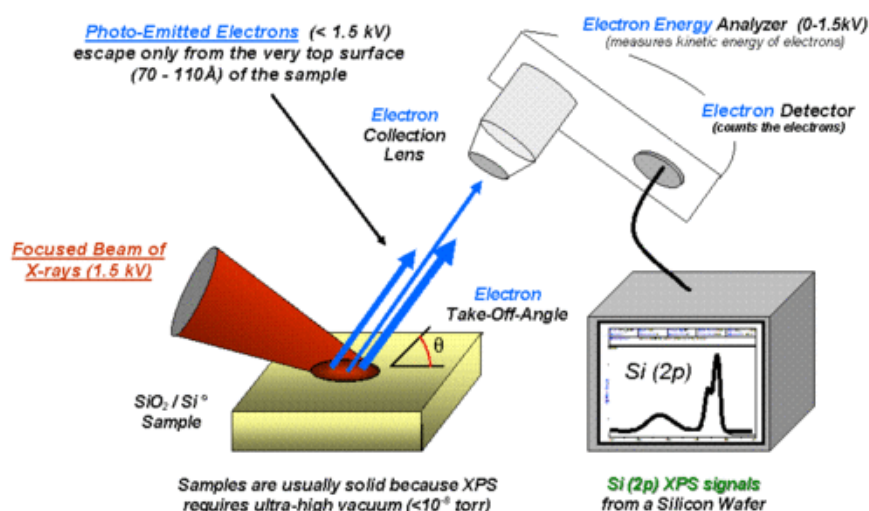 Photo-Emitted Electrons (< 1.5 kV)
escape only from the very top surface
(70 - 110Å) of the sample
Electron Energy Analyzer (0-1.5kV)
(measures kinetic energy of electrons)
Electron
Collection
Lens
Electron Detector
(counts the electrons)
Focused Beam of
X-rays (1.5 kV)
Electron
Take-Off-Angle
θ
SiO₂ / Si°
Sample
Si (2p)
Samples are usually solid because XPS
requires ultra-high vacuum (<10⁻⁸ torr)
Si (2p) XPS signals
from a Silicon Wafer